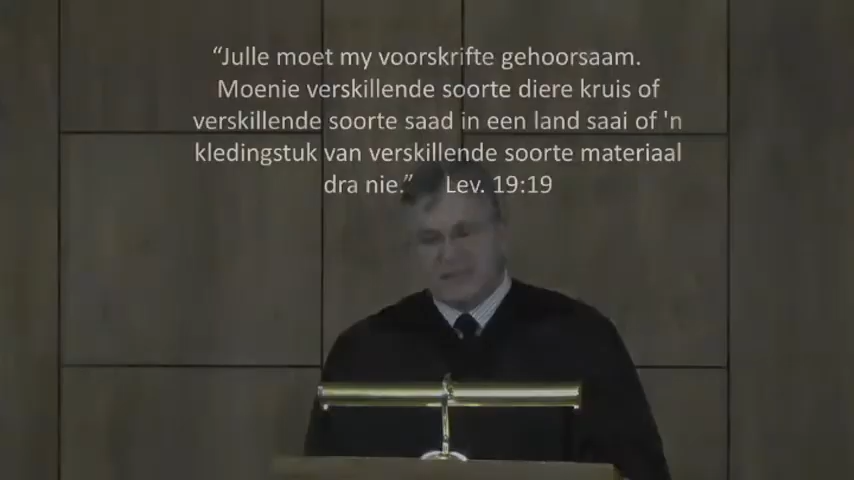 “Julle moet my voorskrifte gehoorsaam.
Moenie verskillende soorte diere kruis of
verskillende soorte saad in een land saai of 'n
kledingstuk van verskillende soorte materiaal
dra nie.” Lev. 19:19